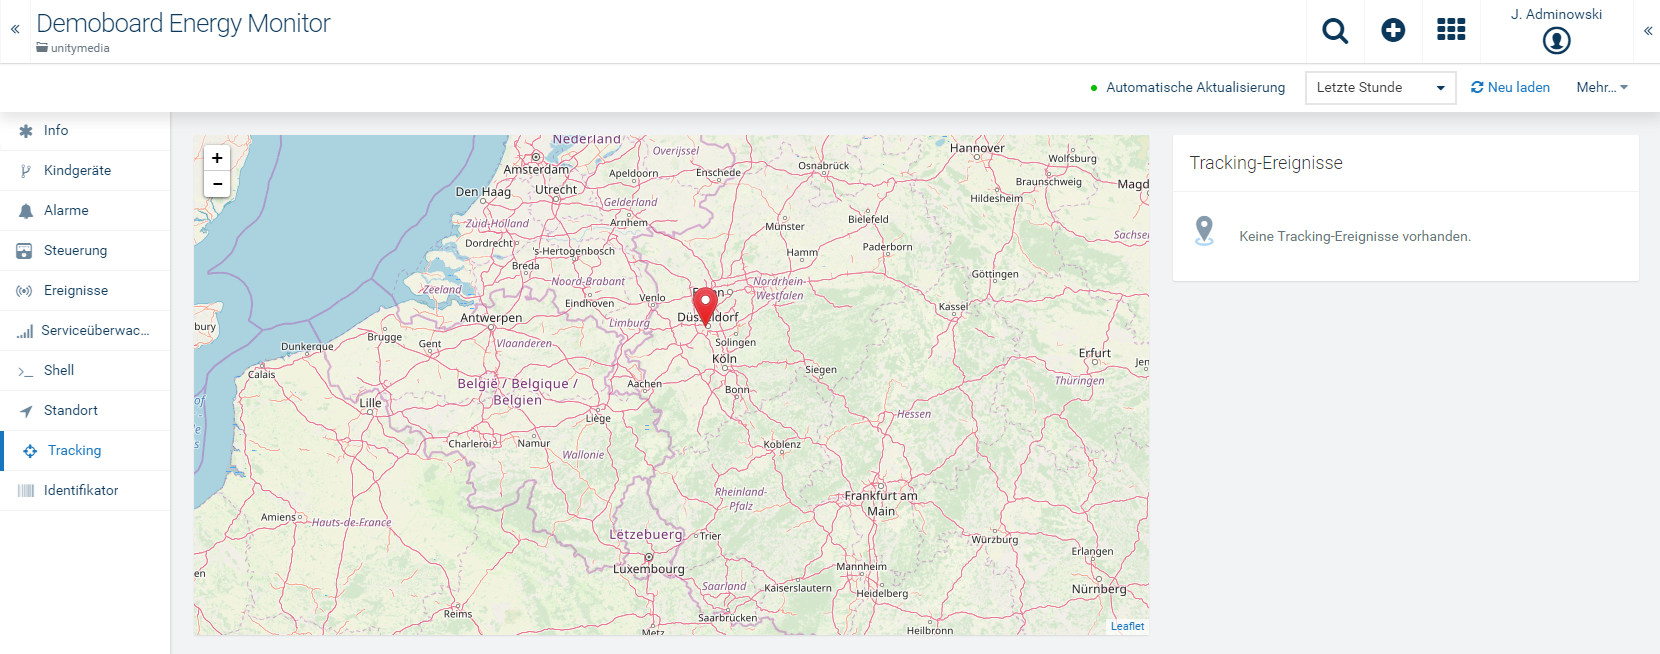 «
Demoboard Energy Monitor
unitymedia
J. Adminowski
«
Automatische Aktualisierung
Letzte Stunde
Neu laden
Mehr...
Info
Kindgeräte
Alarme
Steuerung
Ereignisse
Serviceüberwac...
Shell
Standort
Tracking
Identifikator
+
−
Nederland
Amsterdam
Overijssel
Hannover
Wolfsburg
Osnabrück
Apeldoorn
Enschede
Den Haag
Utrecht
Braunschweig
Magd
Gelderland
Hildesheim
Zuid-Holland
Arnhem
Bielefeld
Münster
Sachse
Dordrecht
's-Hertogenbosch
Paderborn
Hamm
Breda
Göttingen
Zeeland
Noord-Brabant
Nordrhein-
Westfalen
Eindhoven
Venlo
Kassel
Antwerpen
Limburg
bury
Brugge
Gent
Vlaanderen
Solingen
Dunkerque
Köln
Erfurt
Jen
Calais
Siegen
België / Belgique /
Belgien
Aachen
Bonn
Thüringen
Lille
Liège
Hessen
Charleroi
Namur
Koblenz
Wallonie
Rheinland-
Pfalz
Frankfurt am
Main
Amiens
Hauts-de-France
Lëtzebuerg
Trier
Würzburg
Erlangen
Luxembourg
Mannheim
en
Saarland
Kaiserslautern
Heidelberg
Nürnberg
Reims
Saarbrücken
Metz
Heilbronn
Leaflet
Tracking-Ereignisse
Keine Tracking-Ereignisse vorhanden.